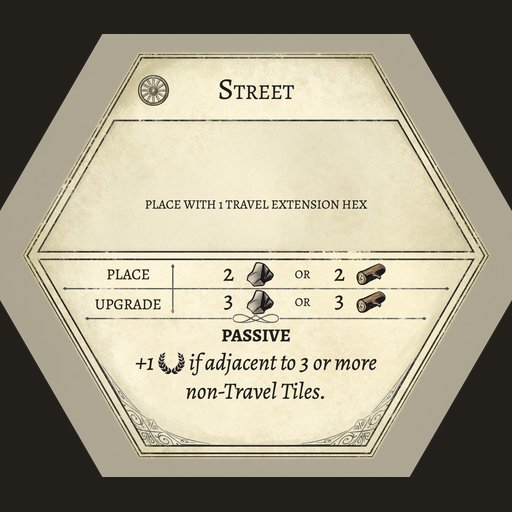 Street
PLACE WITH 1 TRAVEL EXTENSION HEX
PLACE 2 OR 2
UPGRADE 3 OR 3
PASSIVE
+1 if adjacent to 3 or more
non-Travel Tiles.